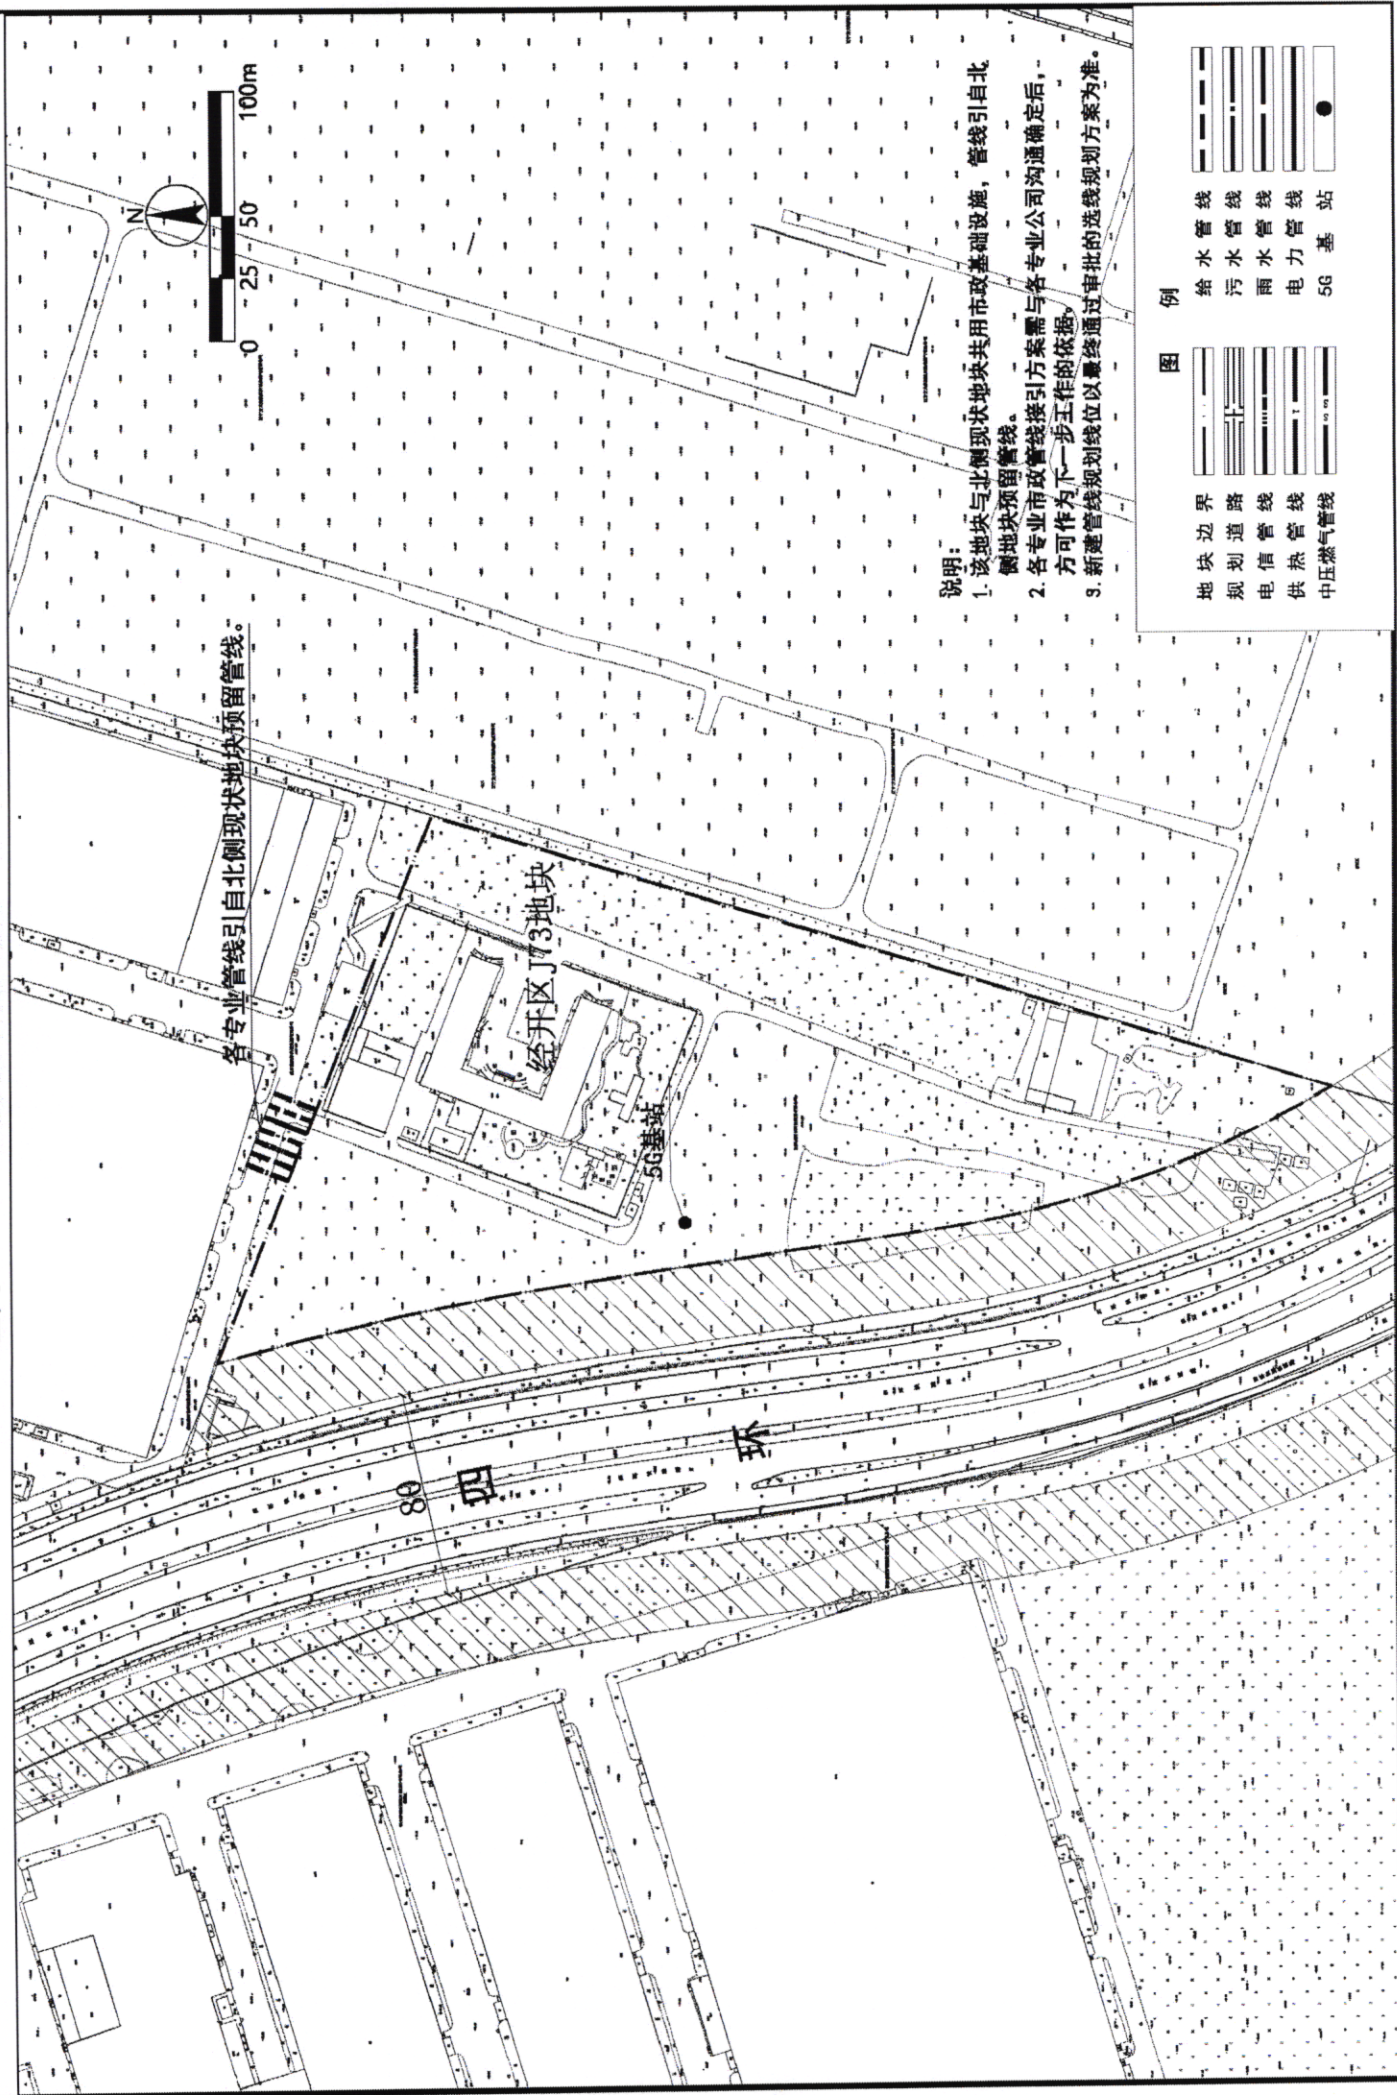 N
0 25 50 100m
各专业管线引自北侧现状地块预留管线。
经开区J73地块
5G基站
80
四
环
说明：
1. 该地块与北侧现状地块共用市政基础设施，管线引自北
侧地块预留管线。
2. 各专业市政管线接引方案需与各专业公司沟通确定后，
方可作为下一步工作的依据。
3. 新建管线规划线位以最终通过审批的选线规划方案为准。
图 例
地块边界
规划道路
电信管线
供热管线
中压燃气管线
给水管线
污水管线
雨水管线
电力管线
5G基站